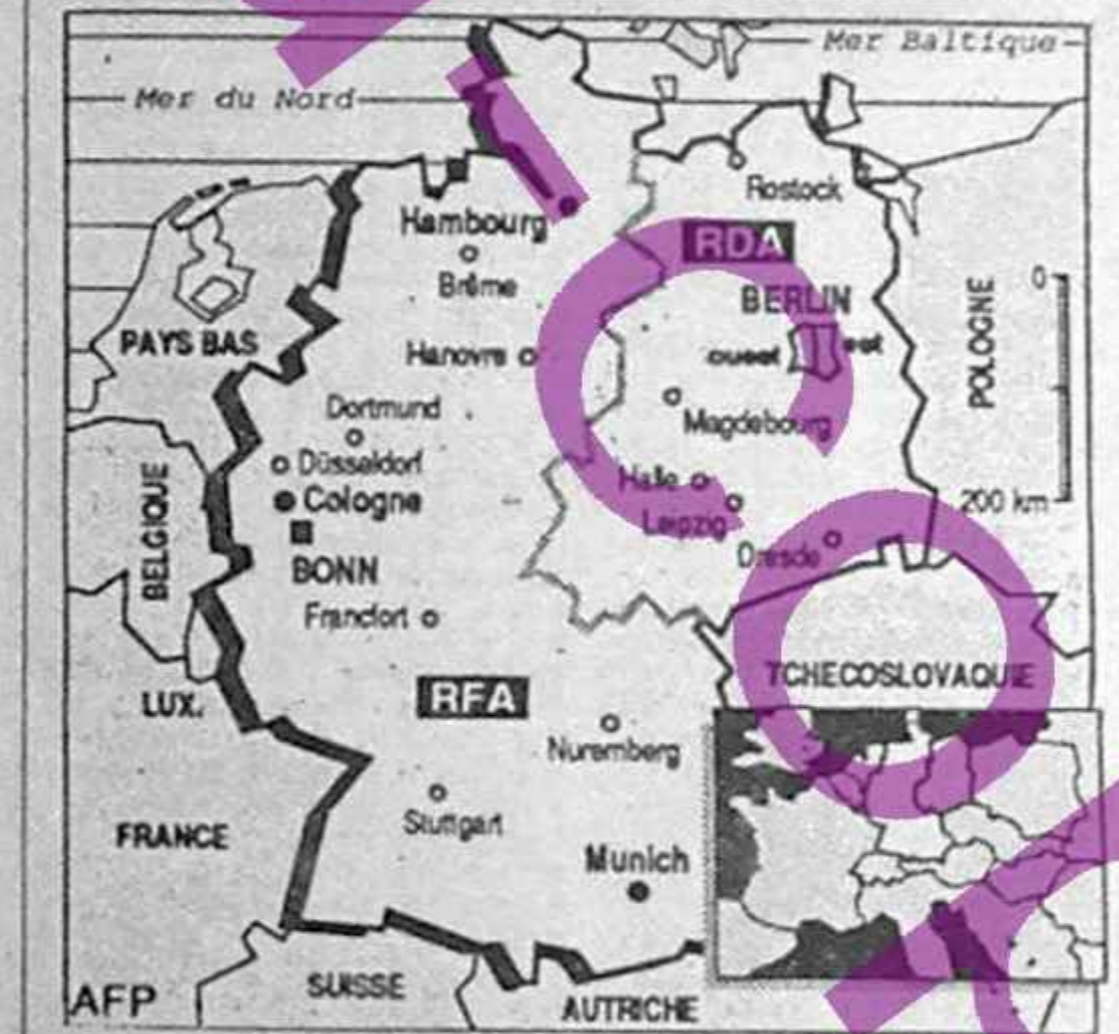 Mer Baltique
Mer du Nord
Rostock
Hambourg
RDA
Brême
BERLIN
PAYS BAS
Hanovre
ouest
est
0
POLOGNE
Dortmund
Magdebourg
Düsseldorf
Halle
Cologne
200 km
BELGIQUE
Leipzig
Dresde
BONN
Francfort
TCHECOSLOVAQUIE
RFA
LUX.
Nuremberg
Stuttgart
FRANCE
Munich
SUISSE
AFP
AUTRICHE